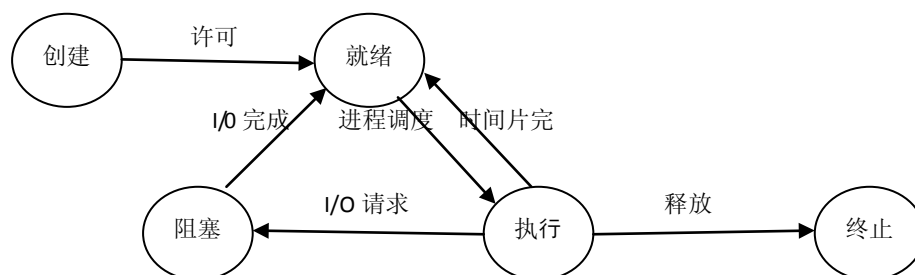 许可
创建
就绪
I/0 完成
进程调度
时间片完
I/O 请求
释放
阻塞
执行
终止